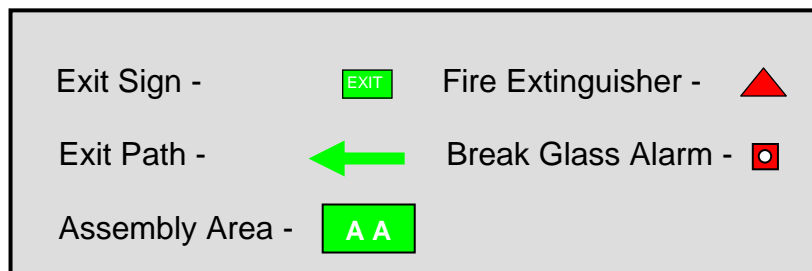 Exit Sign - EXIT Fire Extinguisher -
Exit Path - Break Glass Alarm -
Assembly Area - A A